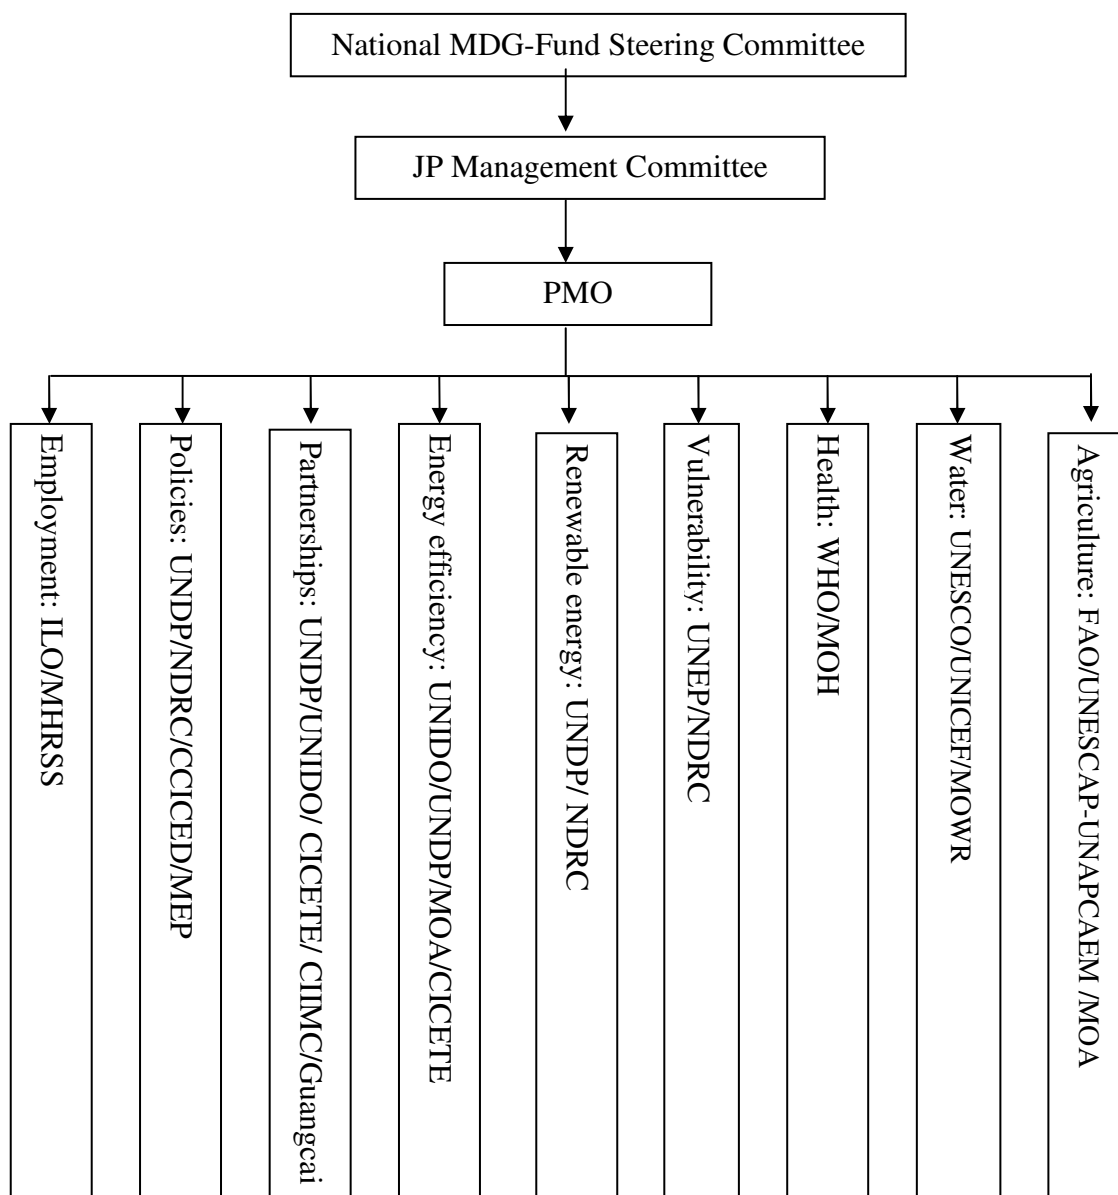 National MDG-Fund Steering Committee
JP Management Committee
PMO
Employment: ILO/MHRSS
Policies: UNDP/NDRC/CCICED/MEP
Partnerships: UNDP/UNIDO/ CICETE/ CIIMC/Guangcai
Energy efficiency: UNIDO/UNDP/MOA/CICETE
Renewable energy: UNDP/ NDRC
Vulnerability: UNEP/NDRC
Health: WHO/MOH
Water: UNESCO/UNICEF/MOWR
Agriculture: FAO/UNESCAP-UNAPCAEM /MOA